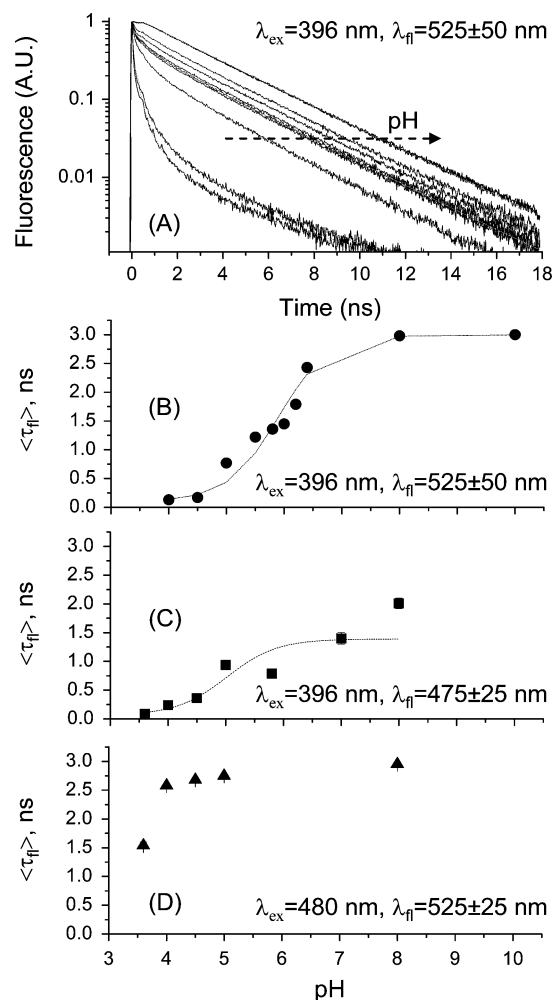 λex=396 nm, λfl=525±50 nm
Fluorescence (A.U.)
1
0.1
0.01
pH
(A)
0 2 4 6 8 10 12 14 16 18
Time (ns)
<τfl>, ns
3.0
2.5
2.0
1.5
1.0
0.5
0.0
(B)
λex=396 nm, λfl=525±50 nm
<τfl>, ns
3.0
2.5
2.0
1.5
1.0
0.5
0.0
(C)
λex=396 nm, λfl=475±25 nm
<τfl>, ns
3.0
2.5
2.0
1.5
1.0
0.5
0.0
(D)
λex=480 nm, λfl=525±25 nm
3 4 5 6 7 8 9 10
pH